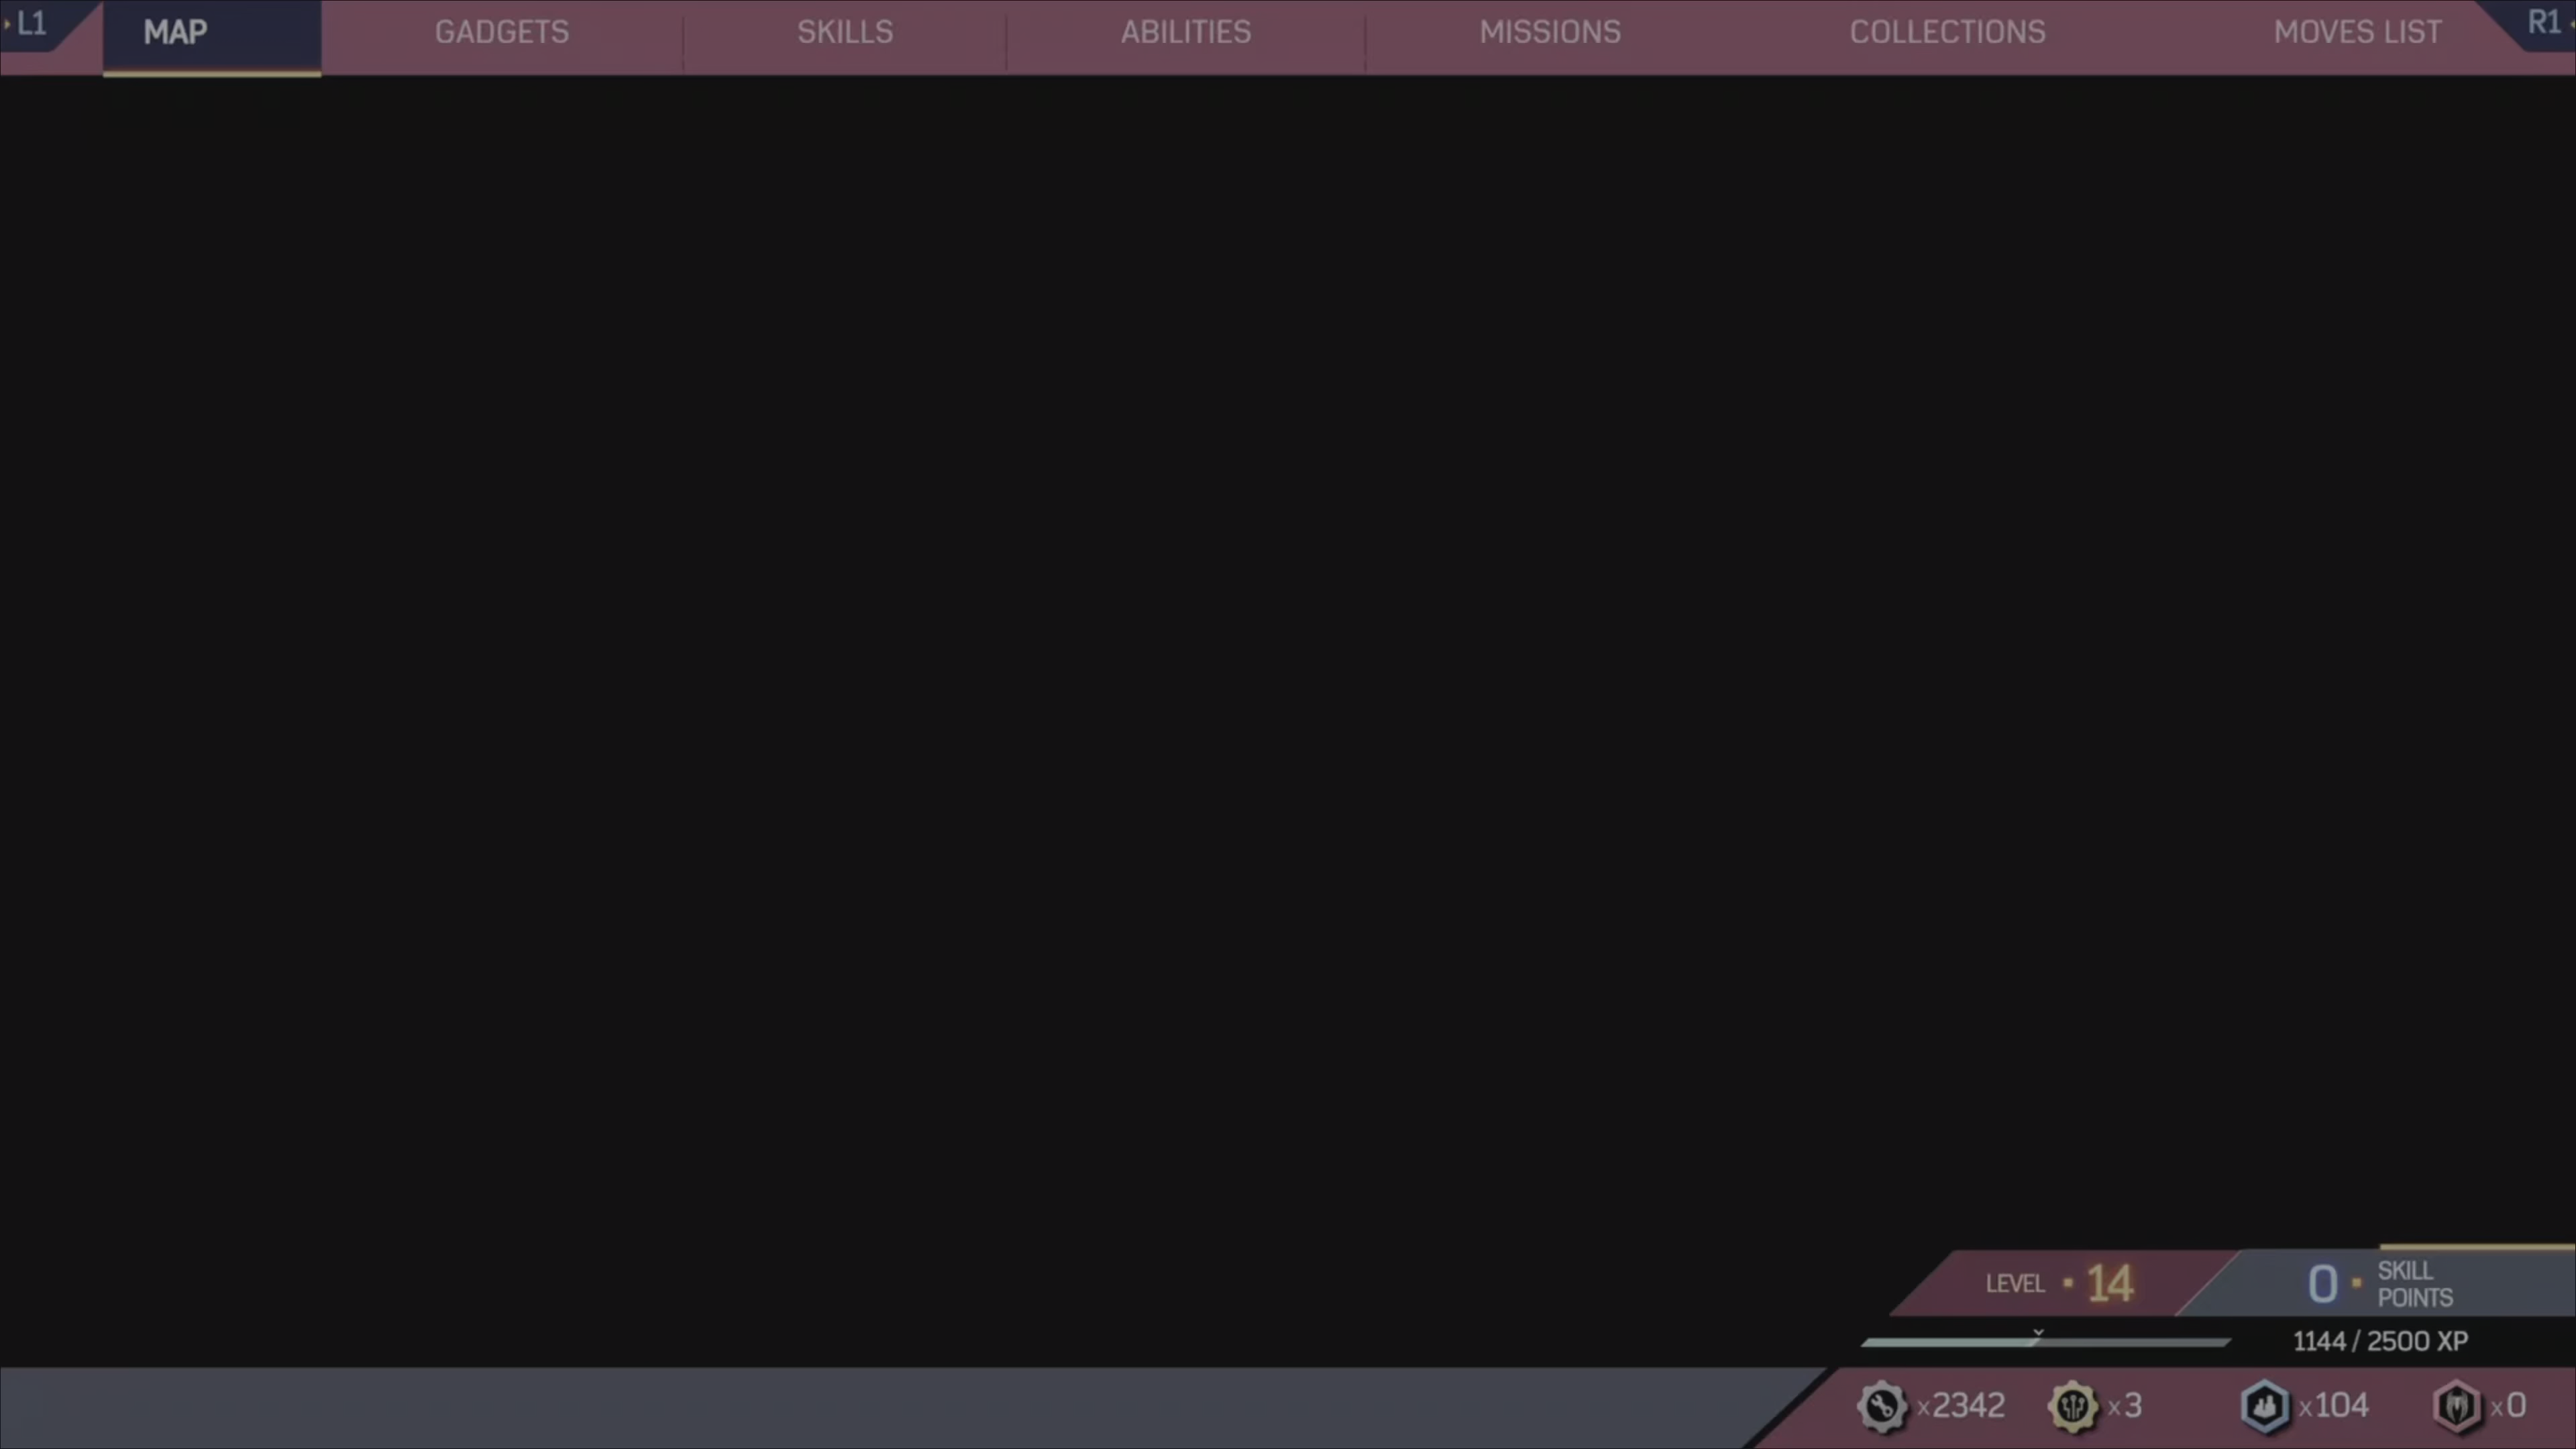 L1 MAP GADGETS SKILLS ABILITIES MISSIONS COLLECTIONS MOVES LIST R1
LEVEL 14 0 SKILL
POINTS
1144 / 2500 XP
x2342 x3 x104 x0